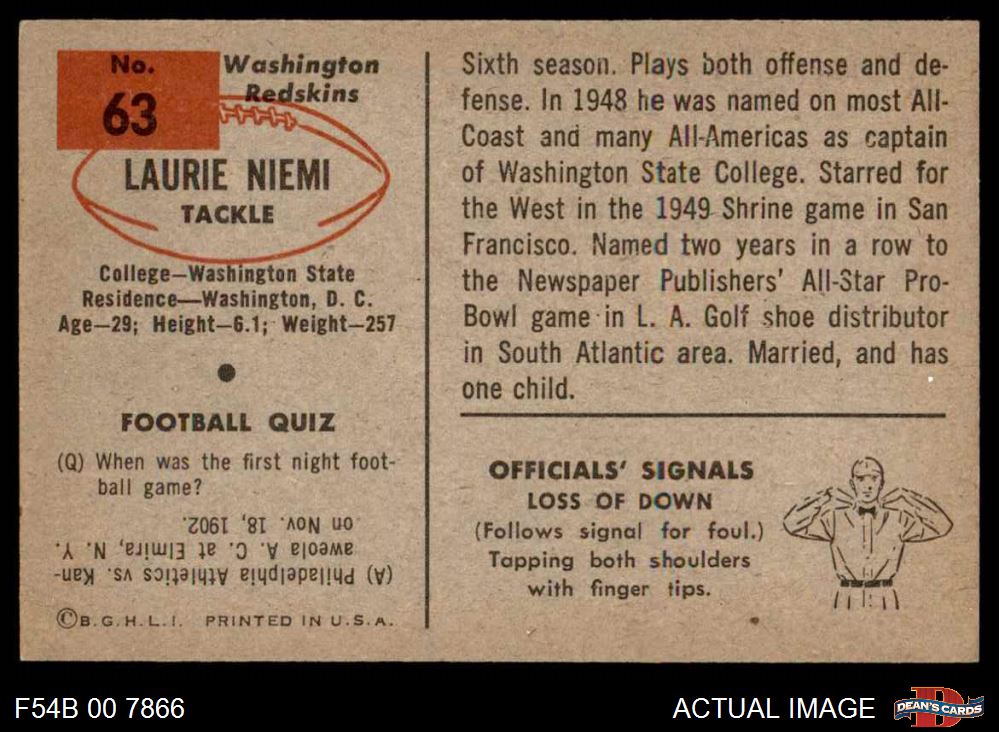 No.
63
Washington
Redskins
LAURIE NIEMI
TACKLE
College—Washington State
Residence—Washington, D. C.
Age—29; Height—6.1; Weight—257
FOOTBALL QUIZ
(Q) When was the first night foot-
ball game?
(A) Philadelphia Athletics vs. Kan-
aweola A. C. at Elmira, N. Y.
on Nov. 18, 1902.
©B.G.H.L.I. PRINTED IN U.S.A.
Sixth season. Plays both offense and de-
fense. In 1948 he was named on most All-
Coast and many All-Americas as captain
of Washington State College. Starred for
the West in the 1949 Shrine game in San
Francisco. Named two years in a row to
the Newspaper Publishers' All-Star Pro-
Bowl game in L. A. Golf shoe distributor
in South Atlantic area. Married, and has
one child.
OFFICIALS' SIGNALS
LOSS OF DOWN
(Follows signal for foul.)
Tapping both shoulders
with finger tips.
F54B 00 7866
ACTUAL IMAGE
DEAN'S CARDS